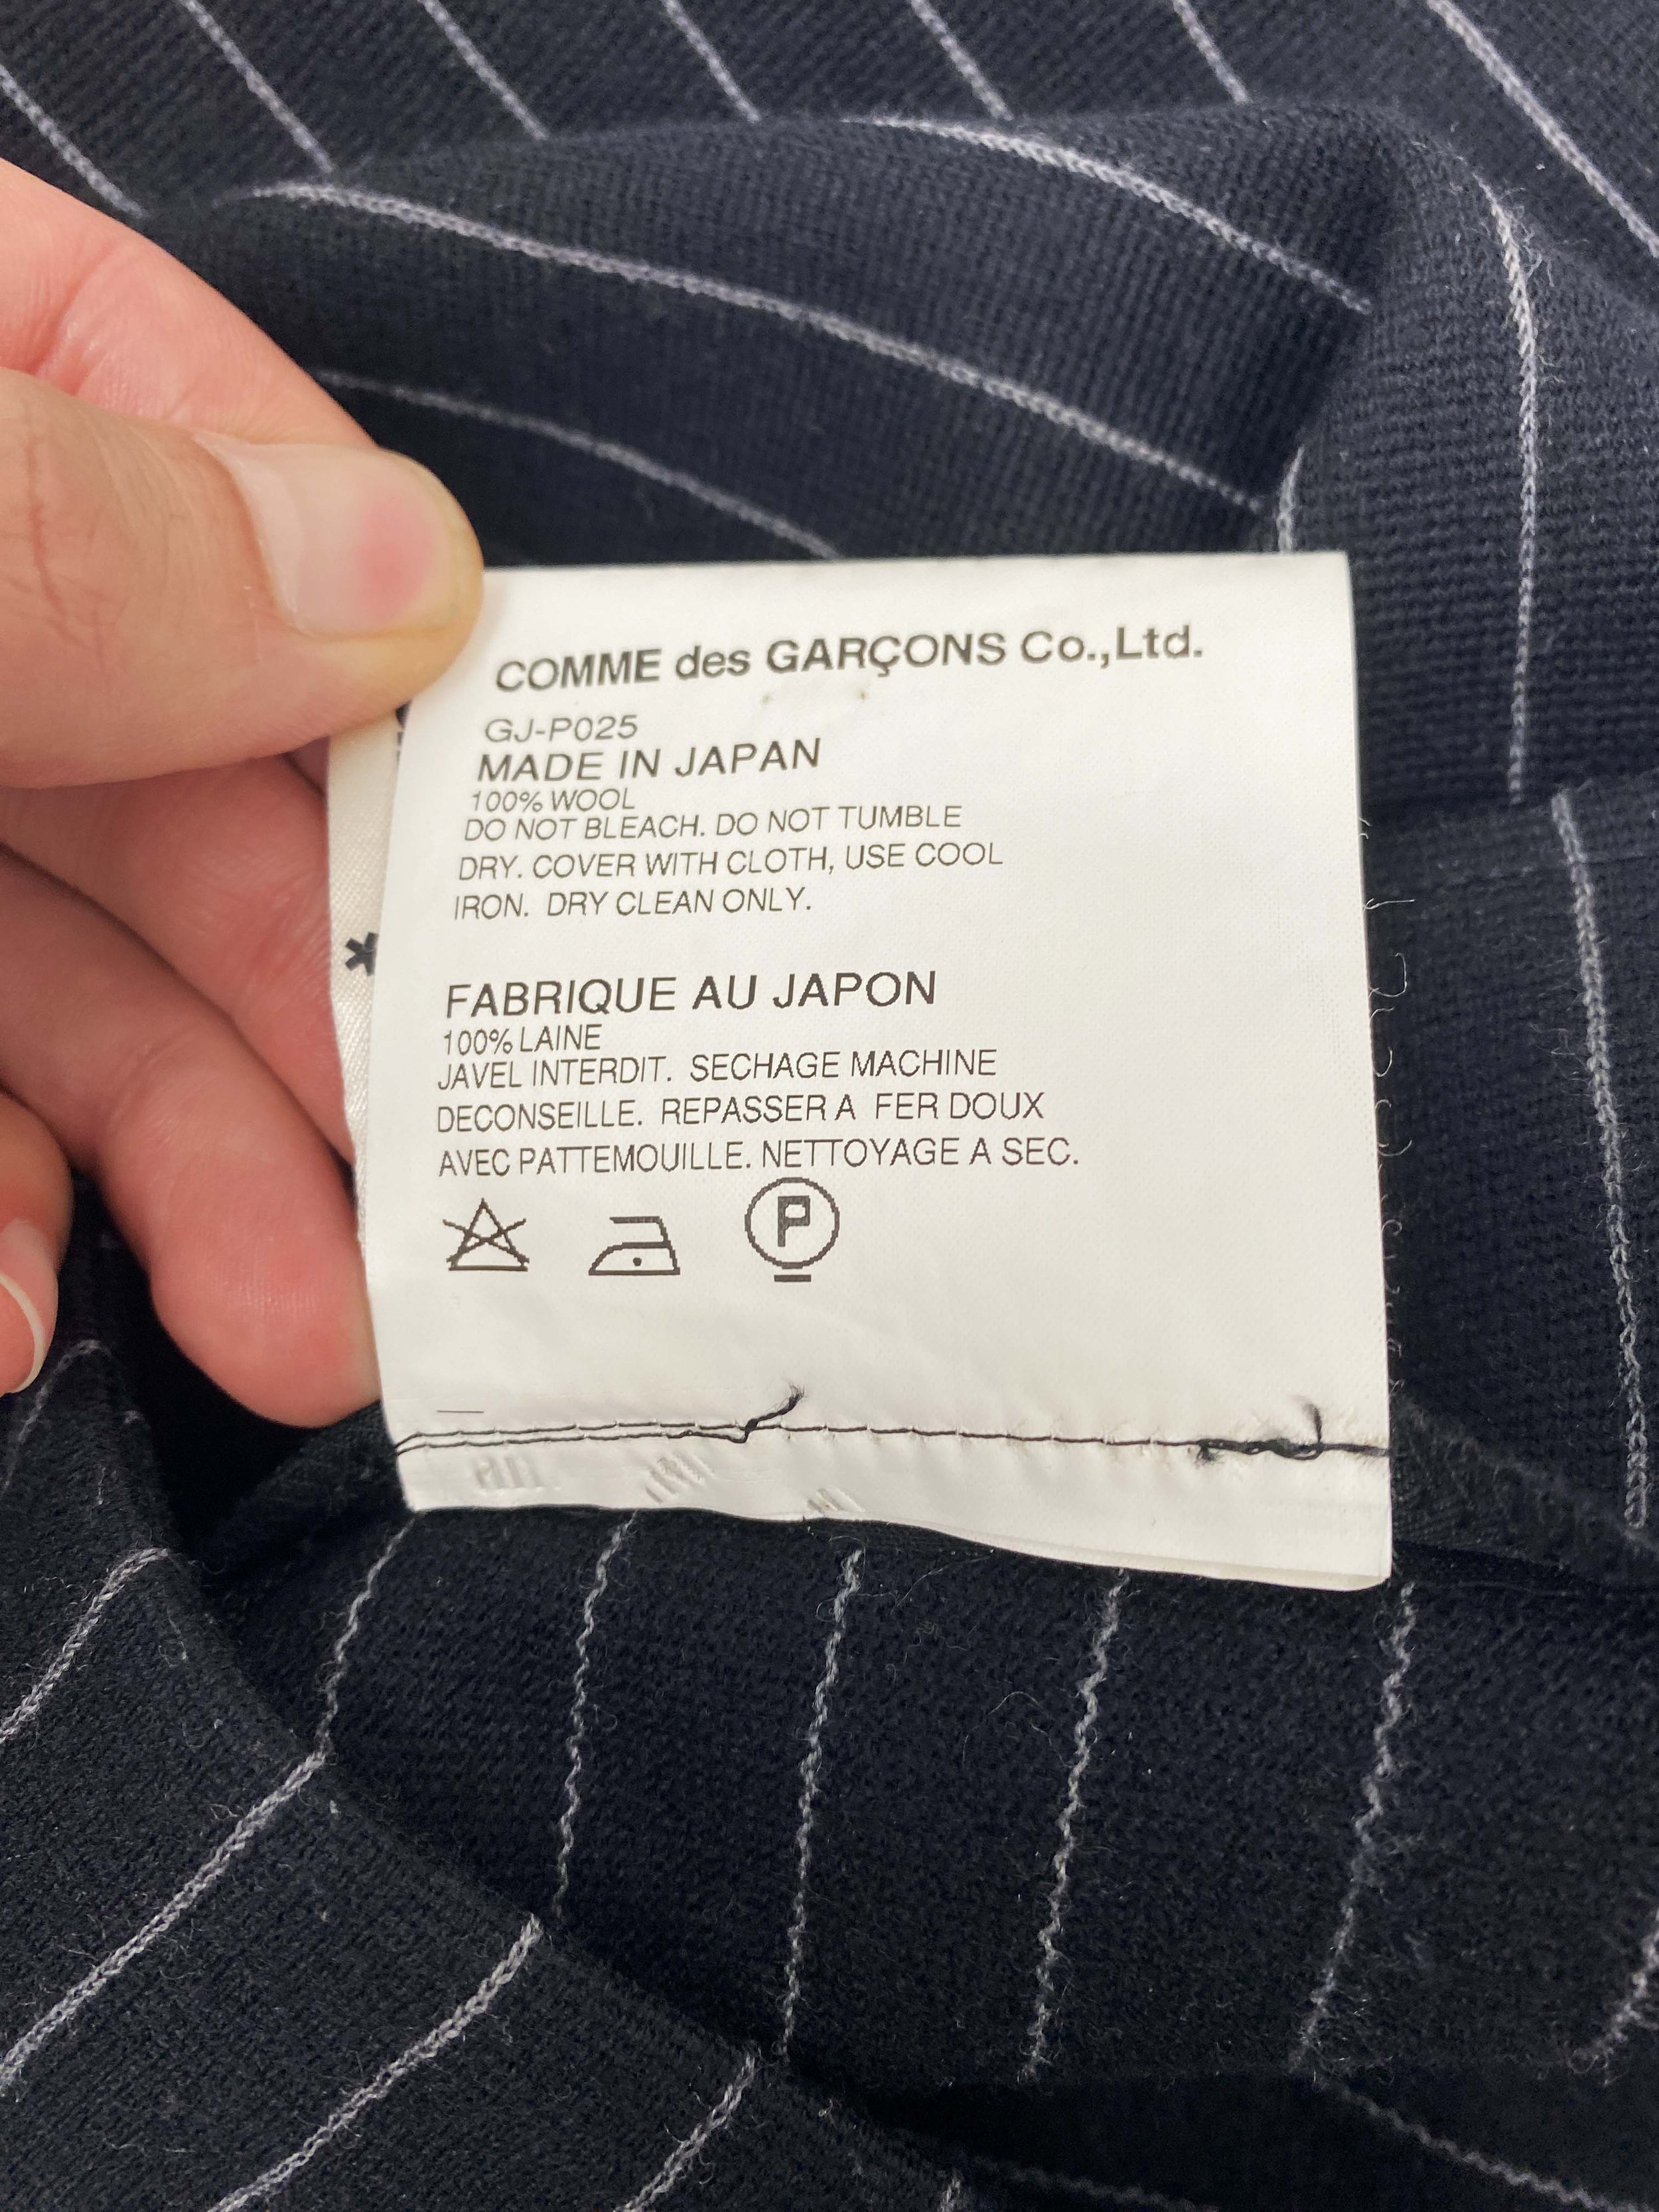 COMME des GARÇONS Co.,Ltd.
GJ-P025
MADE IN JAPAN
100% WOOL
DO NOT BLEACH. DO NOT TUMBLE
DRY. COVER WITH CLOTH, USE COOL
IRON. DRY CLEAN ONLY.
*
FABRIQUE AU JAPON
100% LAINE
JAVEL INTERDIT. SECHAGE MACHINE
DECONSEILLE. REPASSER A FER DOUX
AVEC PATTEMOUILLE. NETTOYAGE A SEC.
P